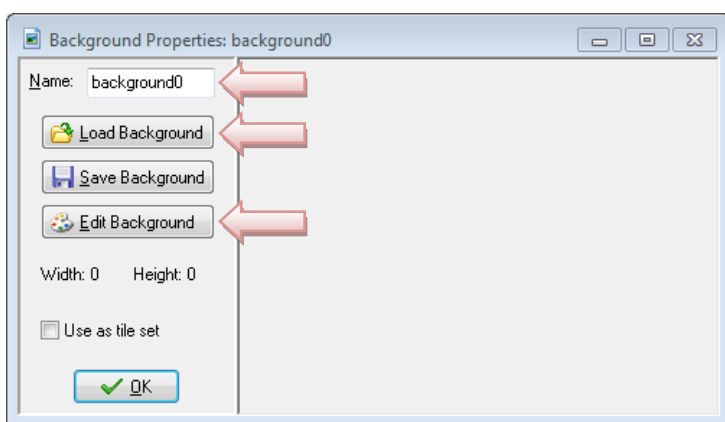 Background Properties: background0
Name: background0
Load Background
Save Background
Edit Background
Width: 0 Height: 0
Use as tile set
OK